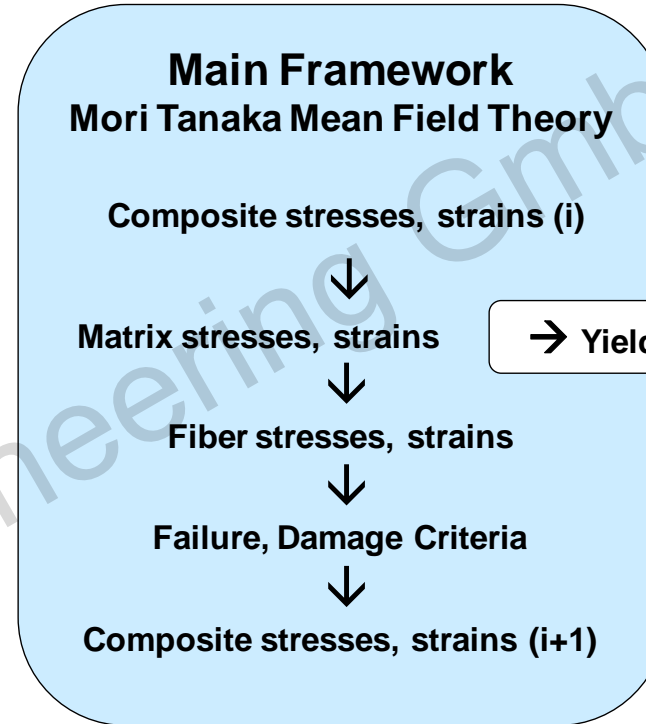 Main Framework
Mori Tanaka Mean Field Theory
Composite stresses, strains (i)
↓
Matrix stresses, strains
→ Yield
↓
Fiber stresses, strains
↓
Failure, Damage Criteria
↓
Composite stresses, strains (i+1)